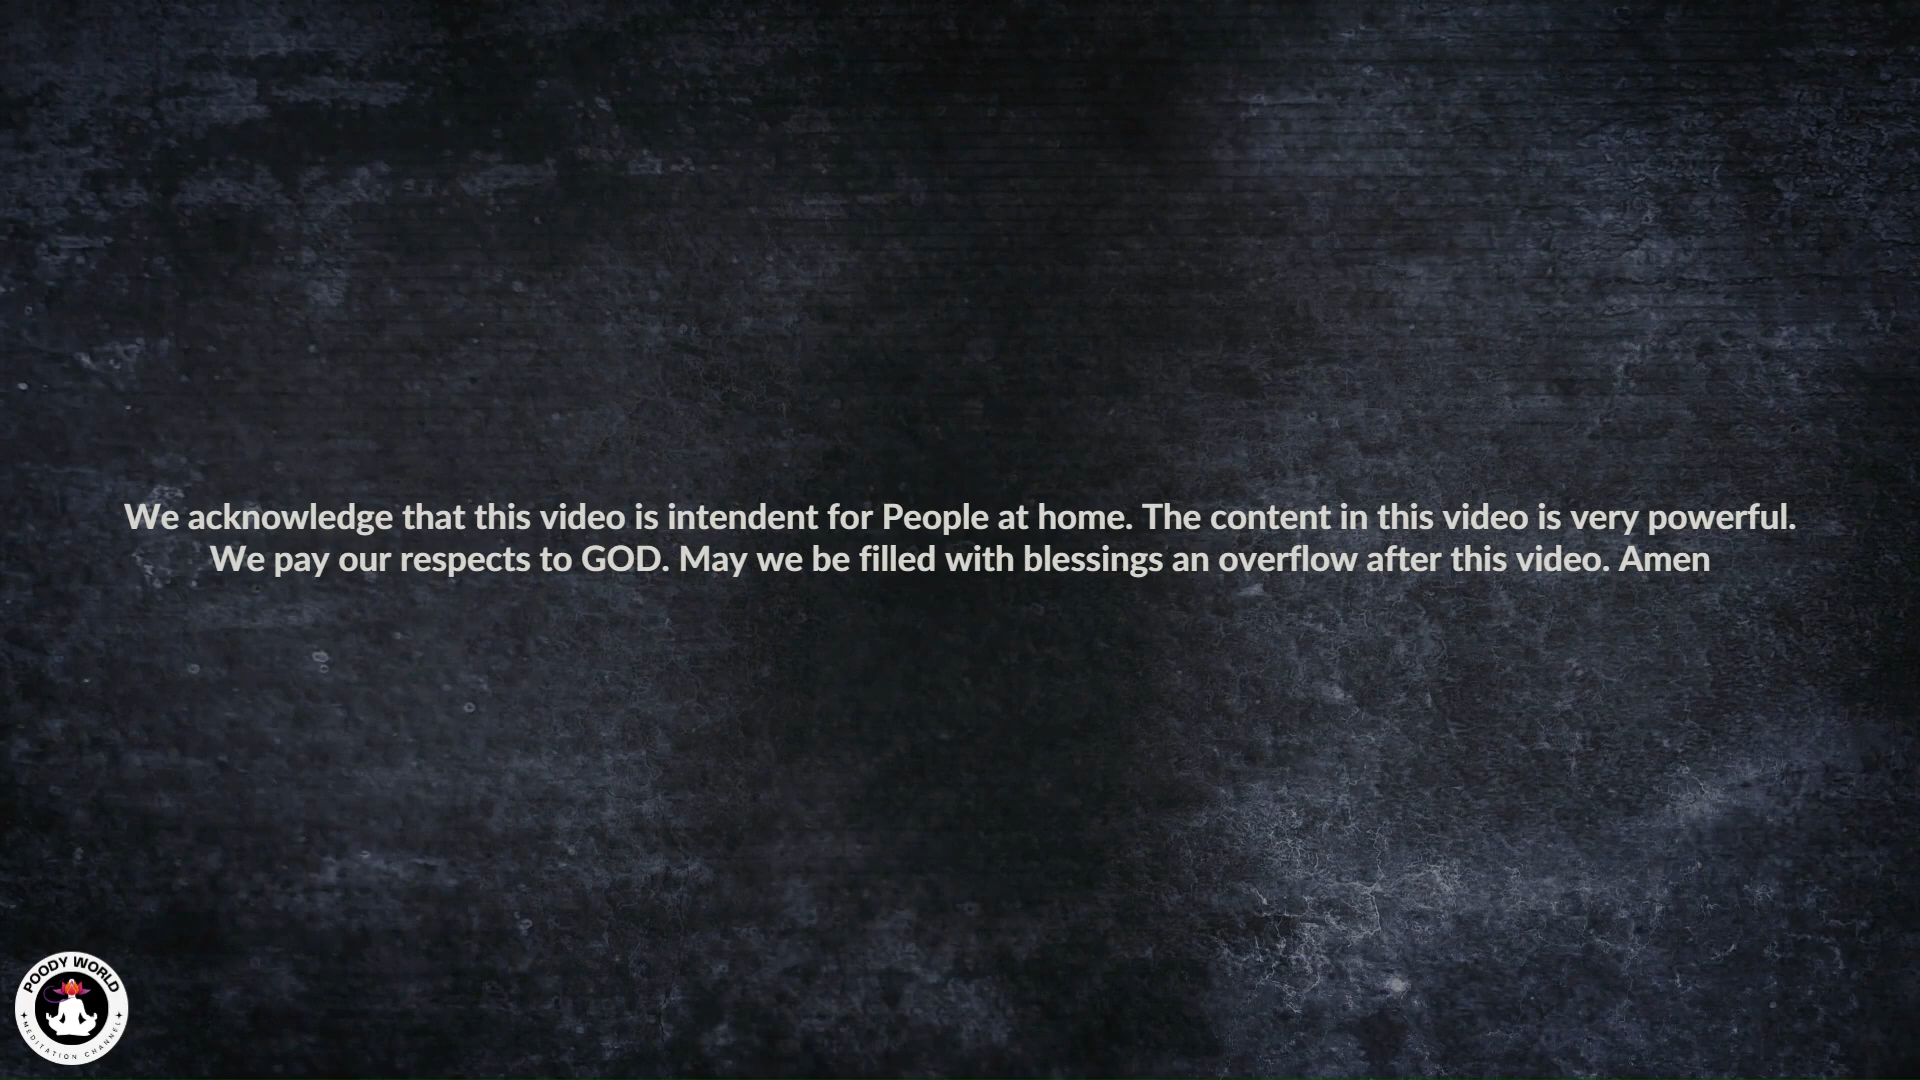 We acknowledge that this video is intendent for People at home. The content in this video is very powerful.
We pay our respects to GOD. May we be filled with blessings an overflow after this video. Amen
POODY WORLD
MEDITATION CHANNEL